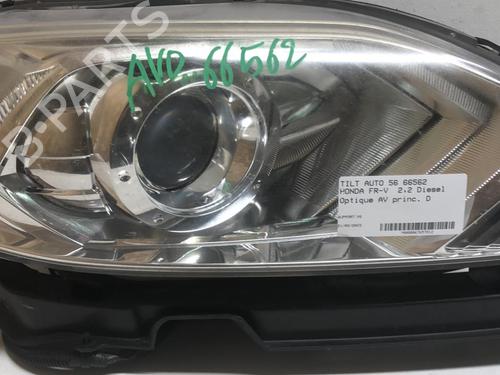 AVD 66562
B-PARTS
TILT AUTO 56 66562
HONDA FR-V 2.2 Diesel
Optique AV princ. D